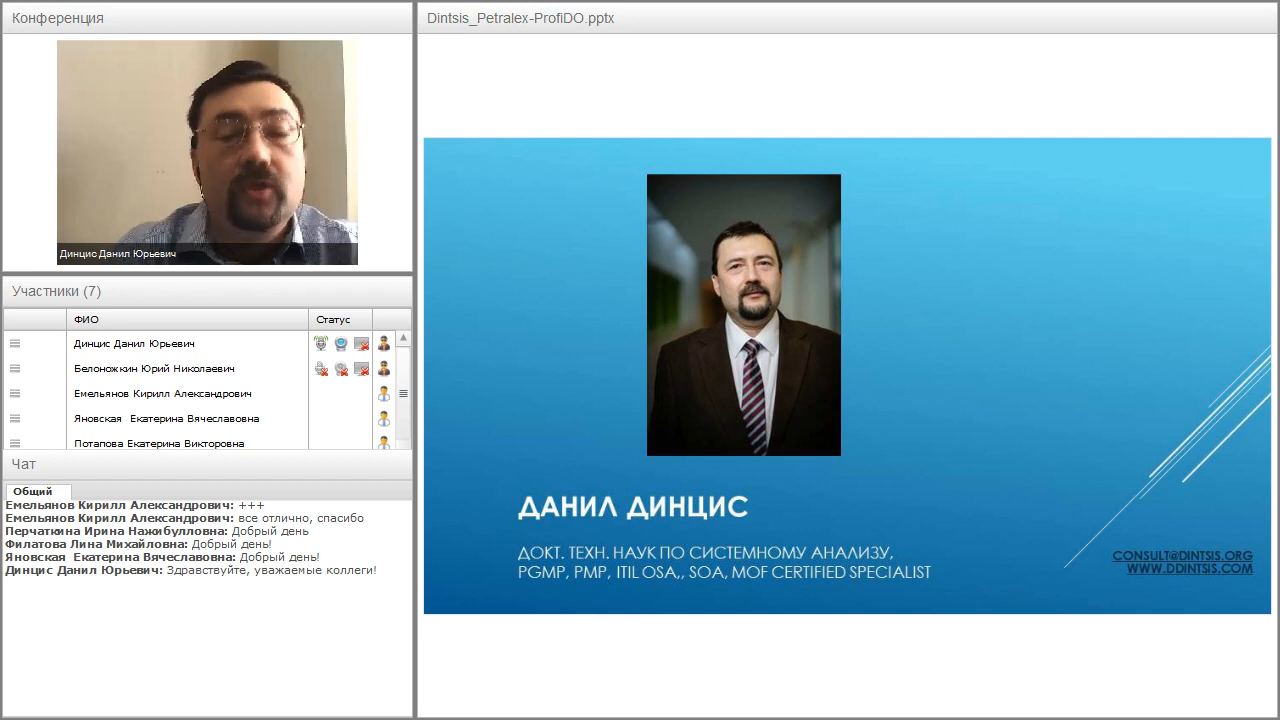 Конференция
Динцис Данил Юрьевич
Участники (7)
ФИО
Статус
Динцис Данил Юрьевич
Белоножкин Юрий Николаевич
Емельянов Кирилл Александрович
Яновская Екатерина Вячеславовна
Потапова Екатерина Викторовна
Чат
Общий
Емельянов Кирилл Александрович: +++
Емельянов Кирилл Александрович: все отлично, спасибо
Перчаткина Ирина Нажибулловна: Добрый день
Филатова Лина Михайловна: Добрый день!
Яновская Екатерина Вячеславовна: Добрый день!
Динцис Данил Юрьевич: Здравствуйте, уважаемые коллеги!
Dintsis_Petralex-ProfiDO.pptx
ДАНИЛ ДИНЦИС
ДОКТ. ТЕХН. НАУК ПО СИСТЕМНОМУ АНАЛИЗУ,
PGMP, PMP, ITIL OSA,, SOA, MOF CERTIFIED SPECIALIST
CONSULT@DINTSIS.ORG
WWW.DDINTSIS.COM